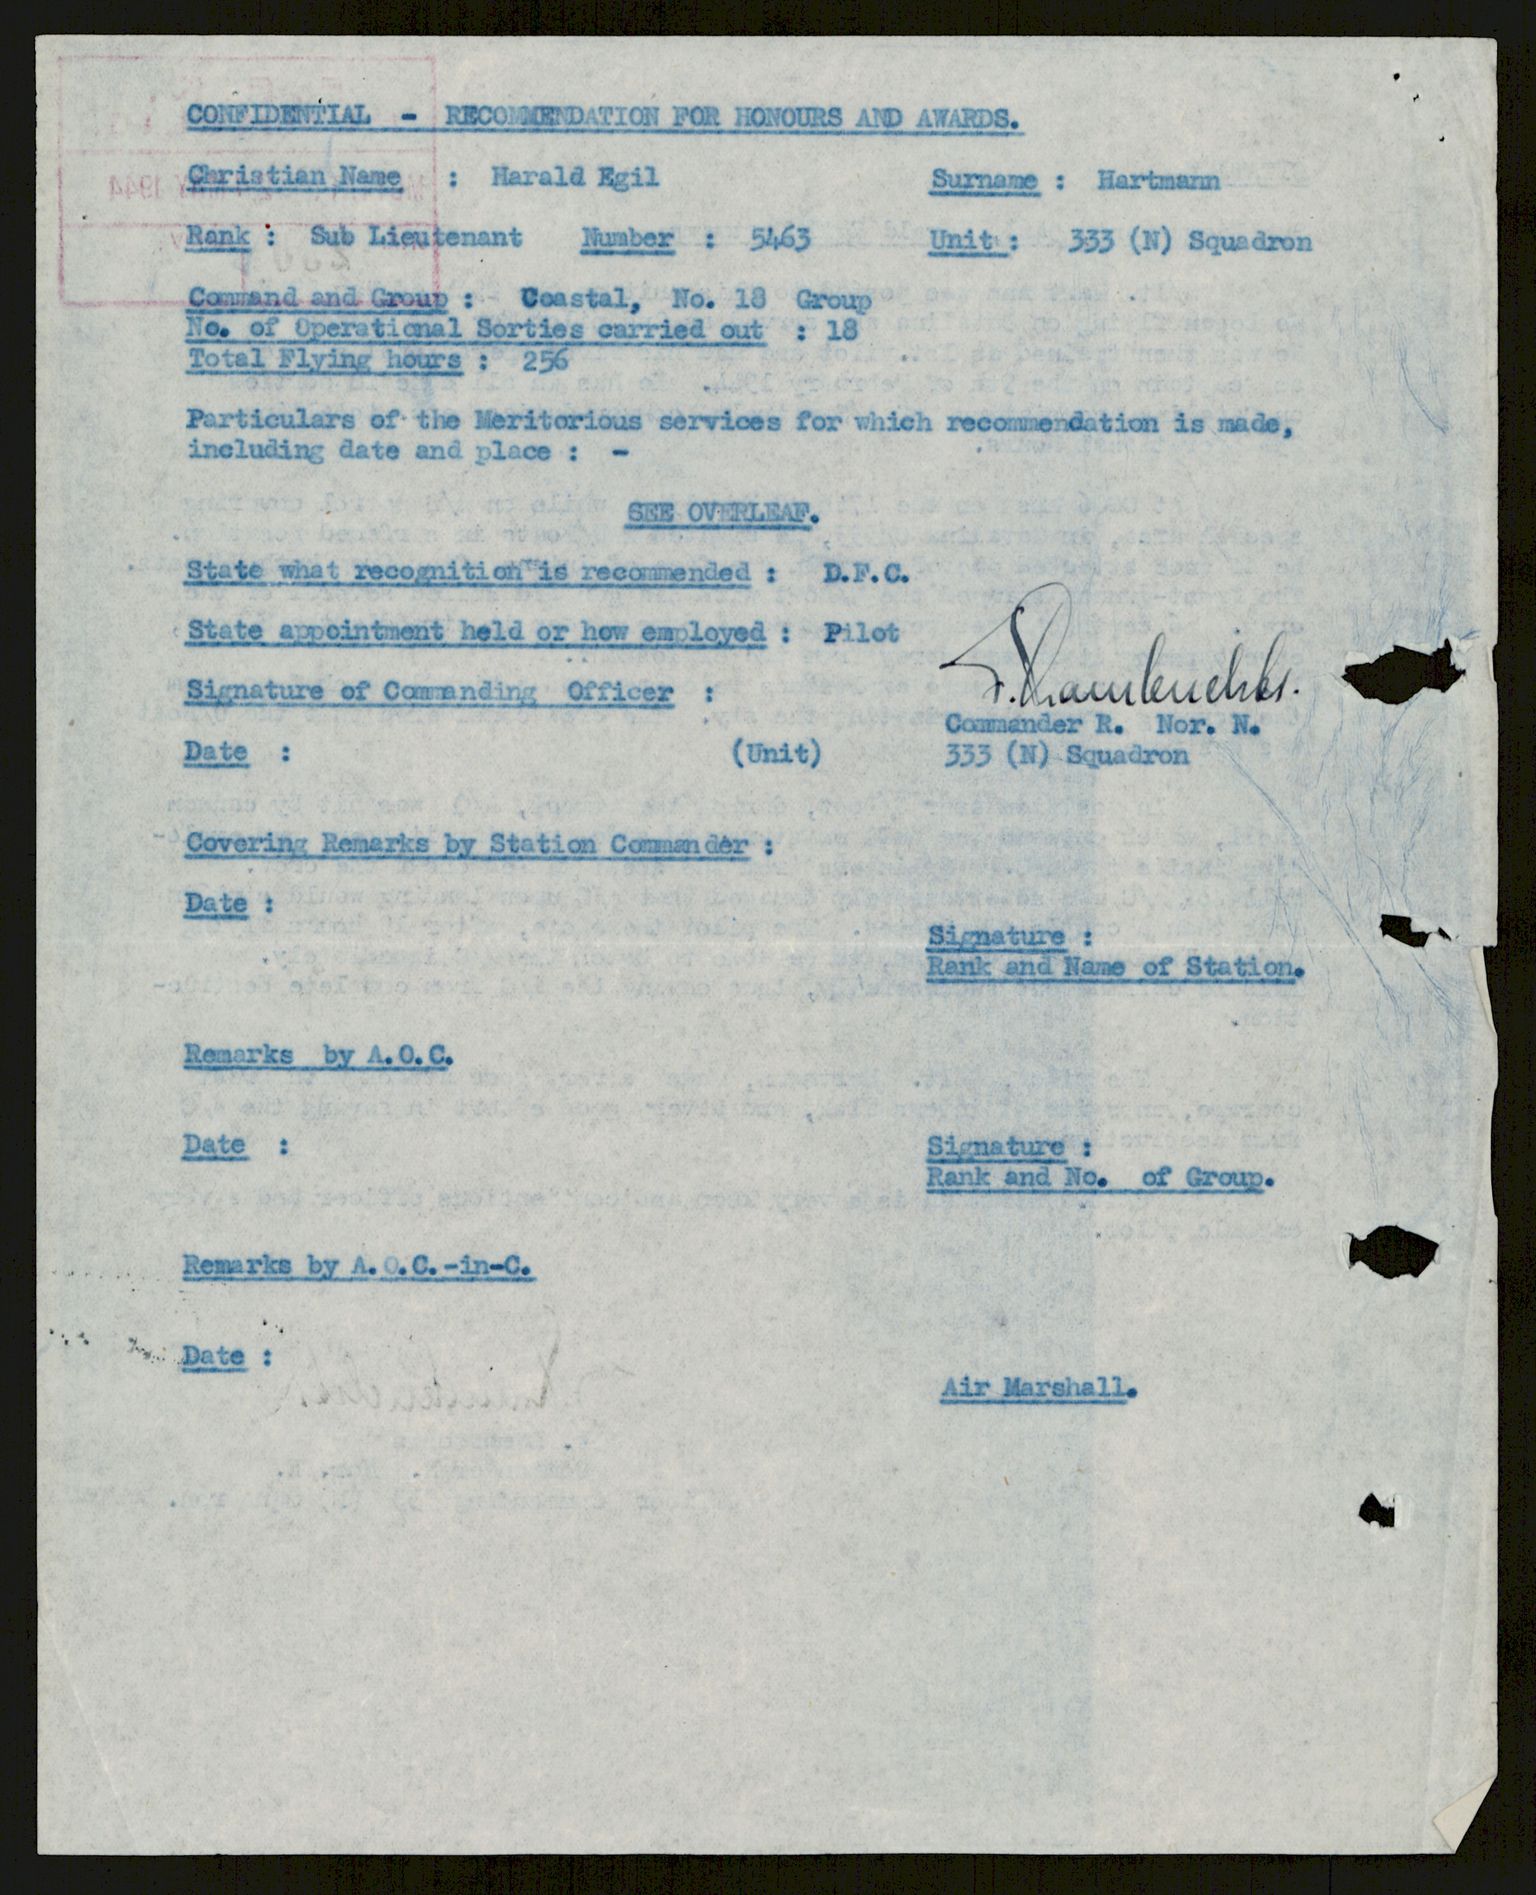 CONFIDENTIAL - RECOMMENDATION FOR HONOURS AND AWARDS.
Christian Name : Harald Egil Surname : Hartmann
Rank : Sub Lieutenant Number : 5463 Unit : 333 (N) Squadron
Command and Group : Coastal, No. 18 Group
No. of Operational Sorties carried out : 18
Total Flying hours : 256
Particulars of the Meritorious services for which recommendation is made,
including date and place : -
SEE OVERLEAF.
State what recognition is recommended : D.F.C.
State appointment held or how employed : Pilot
Signature of Commanding Officer :
Commander R. Nor. N.
Date : (Unit) 333 (N) Squadron
Covering Remarks by Station Commander :
Date :
Signature :
Rank and Name of Station.
Remarks by A.O.C.
Date : Signature :
Rank and No. of Group.
Remarks by A.O.C.-in-C.
Date :
Air Marshall.